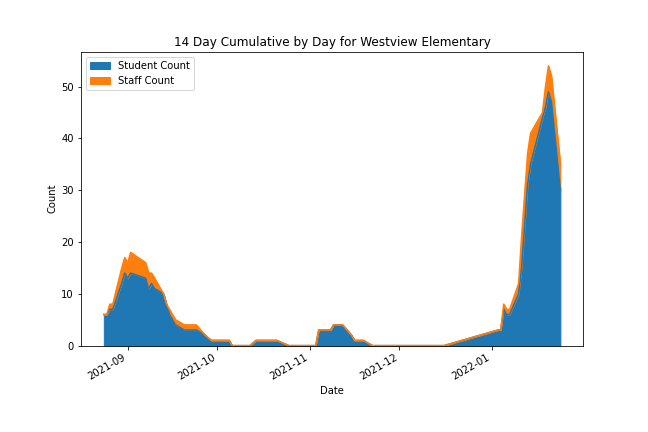 14 Day Cumulative by Day for Westview Elementary
Student Count
Staff Count
50
40
30
20
10
0
Count
2021-09
2021-10
2021-11
2021-12
2022-01
Date